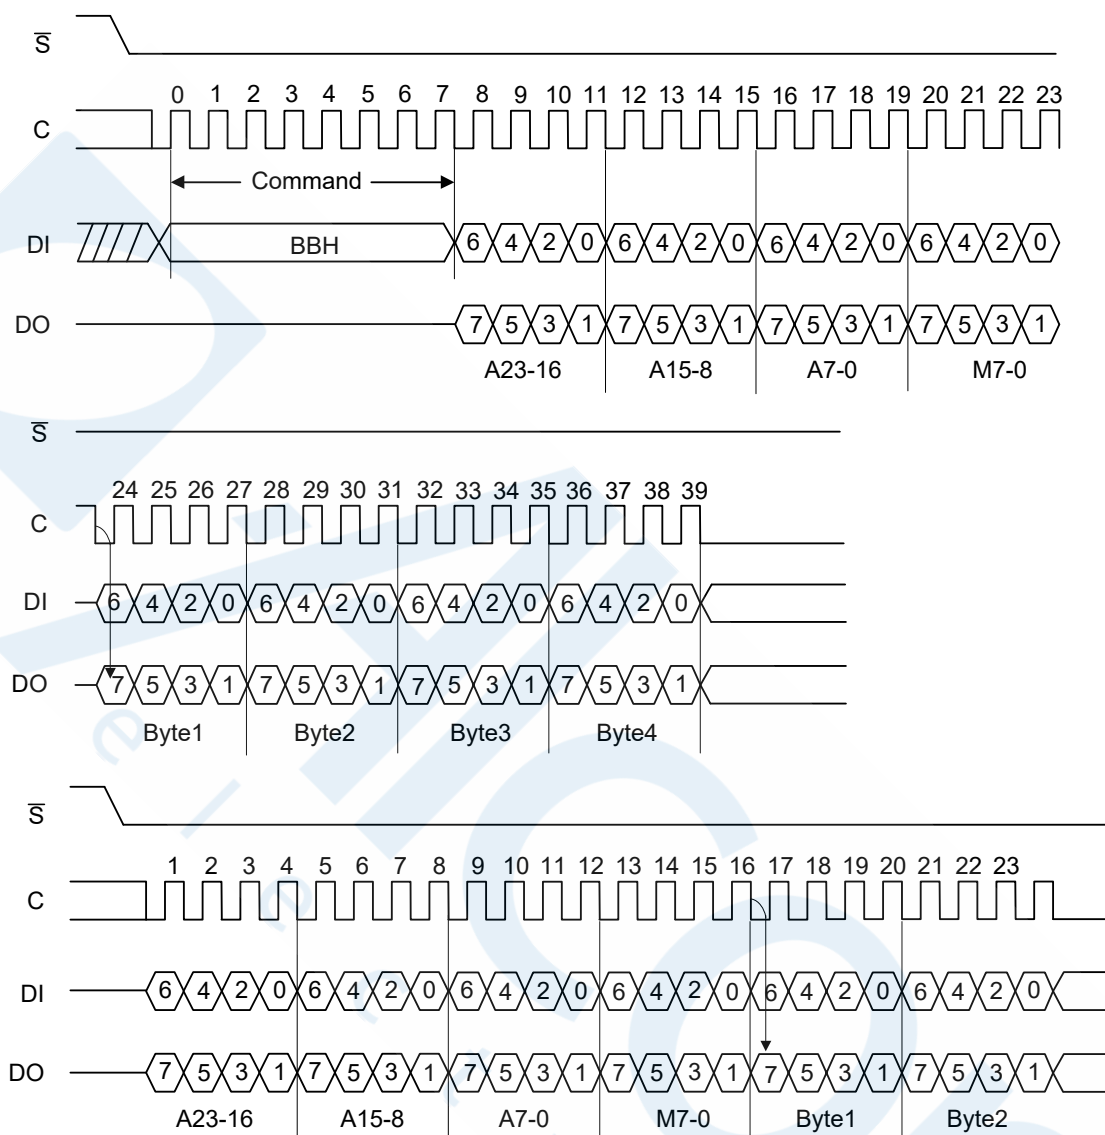 S
0 1 2 3 4 5 6 7 8 9 10 11 12 13 14 15 16 17 18 19 20 21 22 23
C
Command
DI BBH 6 4 2 0 6 4 2 0 6 4 2 0 6 4 2 0
DO 7 5 3 1 7 5 3 1 7 5 3 1 7 5 3 1
A23-16 A15-8 A7-0 M7-0
S
24 25 26 27 28 29 30 31 32 33 34 35 36 37 38 39
C
DI 6 4 2 0 6 4 2 0 6 4 2 0 6 4 2 0
DO 7 5 3 1 7 5 3 1 7 5 3 1 7 5 3 1
Byte1 Byte2 Byte3 Byte4
S
1 2 3 4 5 6 7 8 9 10 11 12 13 14 15 16 17 18 19 20 21 22 23
C
DI 6 4 2 0 6 4 2 0 6 4 2 0 6 4 2 0 6 4 2 0 6 4 2 0
DO 7 5 3 1 7 5 3 1 7 5 3 1 7 5 3 1 7 5 3 1 7 5 3 1
A23-16 A15-8 A7-0 M7-0 Byte1 Byte2